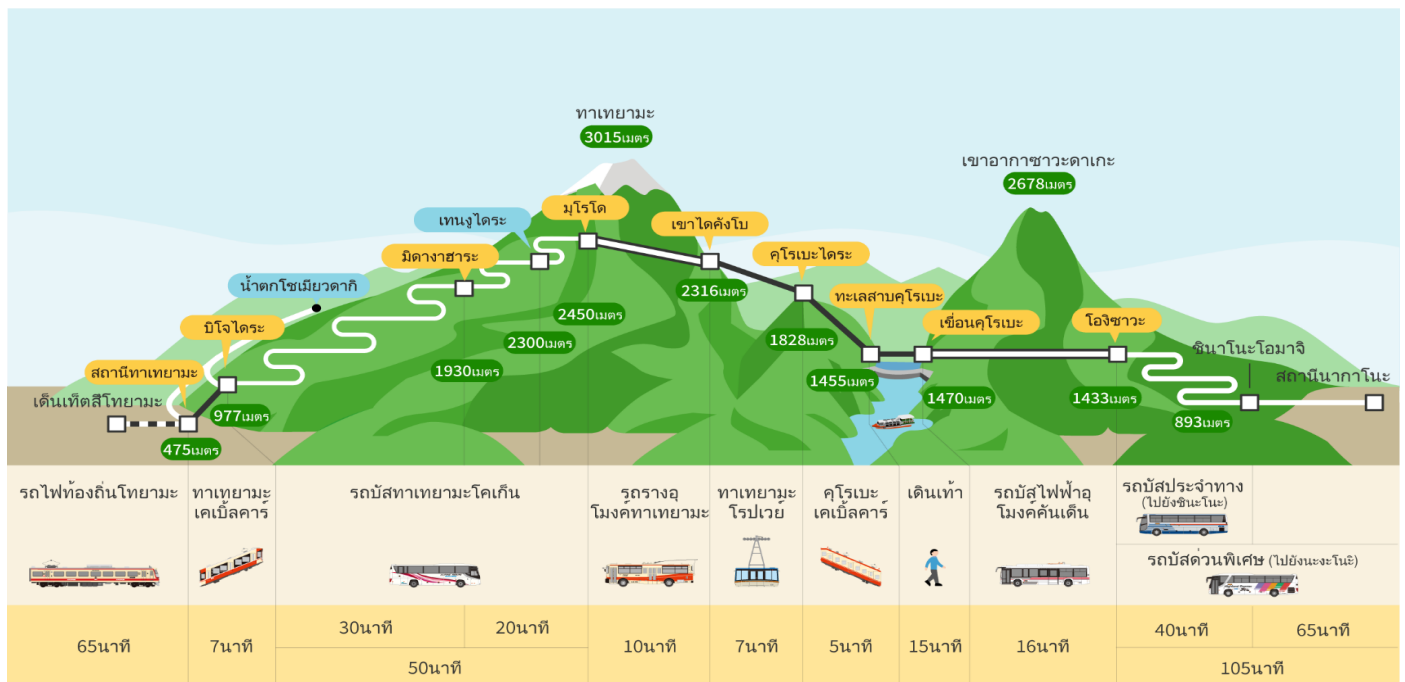 ทาเทยามะ
3015เมตร
เขาอากาซาวะดาเกะ
2678เมตร
มุโรโด
เทนงูไดระ
เขาไดคังโบ
มิดางาฮาระ
คุโรเบะไดระ
น้ำตกโชเมียวดากิ
2316เมตร
ทะเลสาบคุโรเบะ
2450เมตร
บิโจไดระ
เขื่อนคุโรเบะ
โองิซาวะ
1828เมตร
2300เมตร
ชินาโนะโอมาจิ
สถานีทาเทยามะ
1930เมตร
1455เมตร
สถานีนากาโนะ
เด็นเท็ตสึโทยามะ
977เมตร
1470เมตร
1433เมตร
893เมตร
475เมตร
รถไฟท้องถิ่นโทยามะ
ทาเทยามะ
เคเบิ้ลคาร์
รถบัสทาเทยามะโคเก็น
รถรางอุ
โมงค์ทาเทยามะ
ทาเทยามะ
โรปเวย์
คุโรเบะ
เคเบิ้ลคาร์
เดินเท้า
รถบัสไฟฟ้าอุ
โมงค์คันเด็น
รถบัสประจำทาง
(ไปยังชินะโนะ)
รถบัสด่วนพิเศษ (ไปยังนะงะโนะ)
65นาที
7นาที
30นาที
20นาที
50นาที
10นาที
7นาที
5นาที
15นาที
16นาที
40นาที
65นาที
105นาที